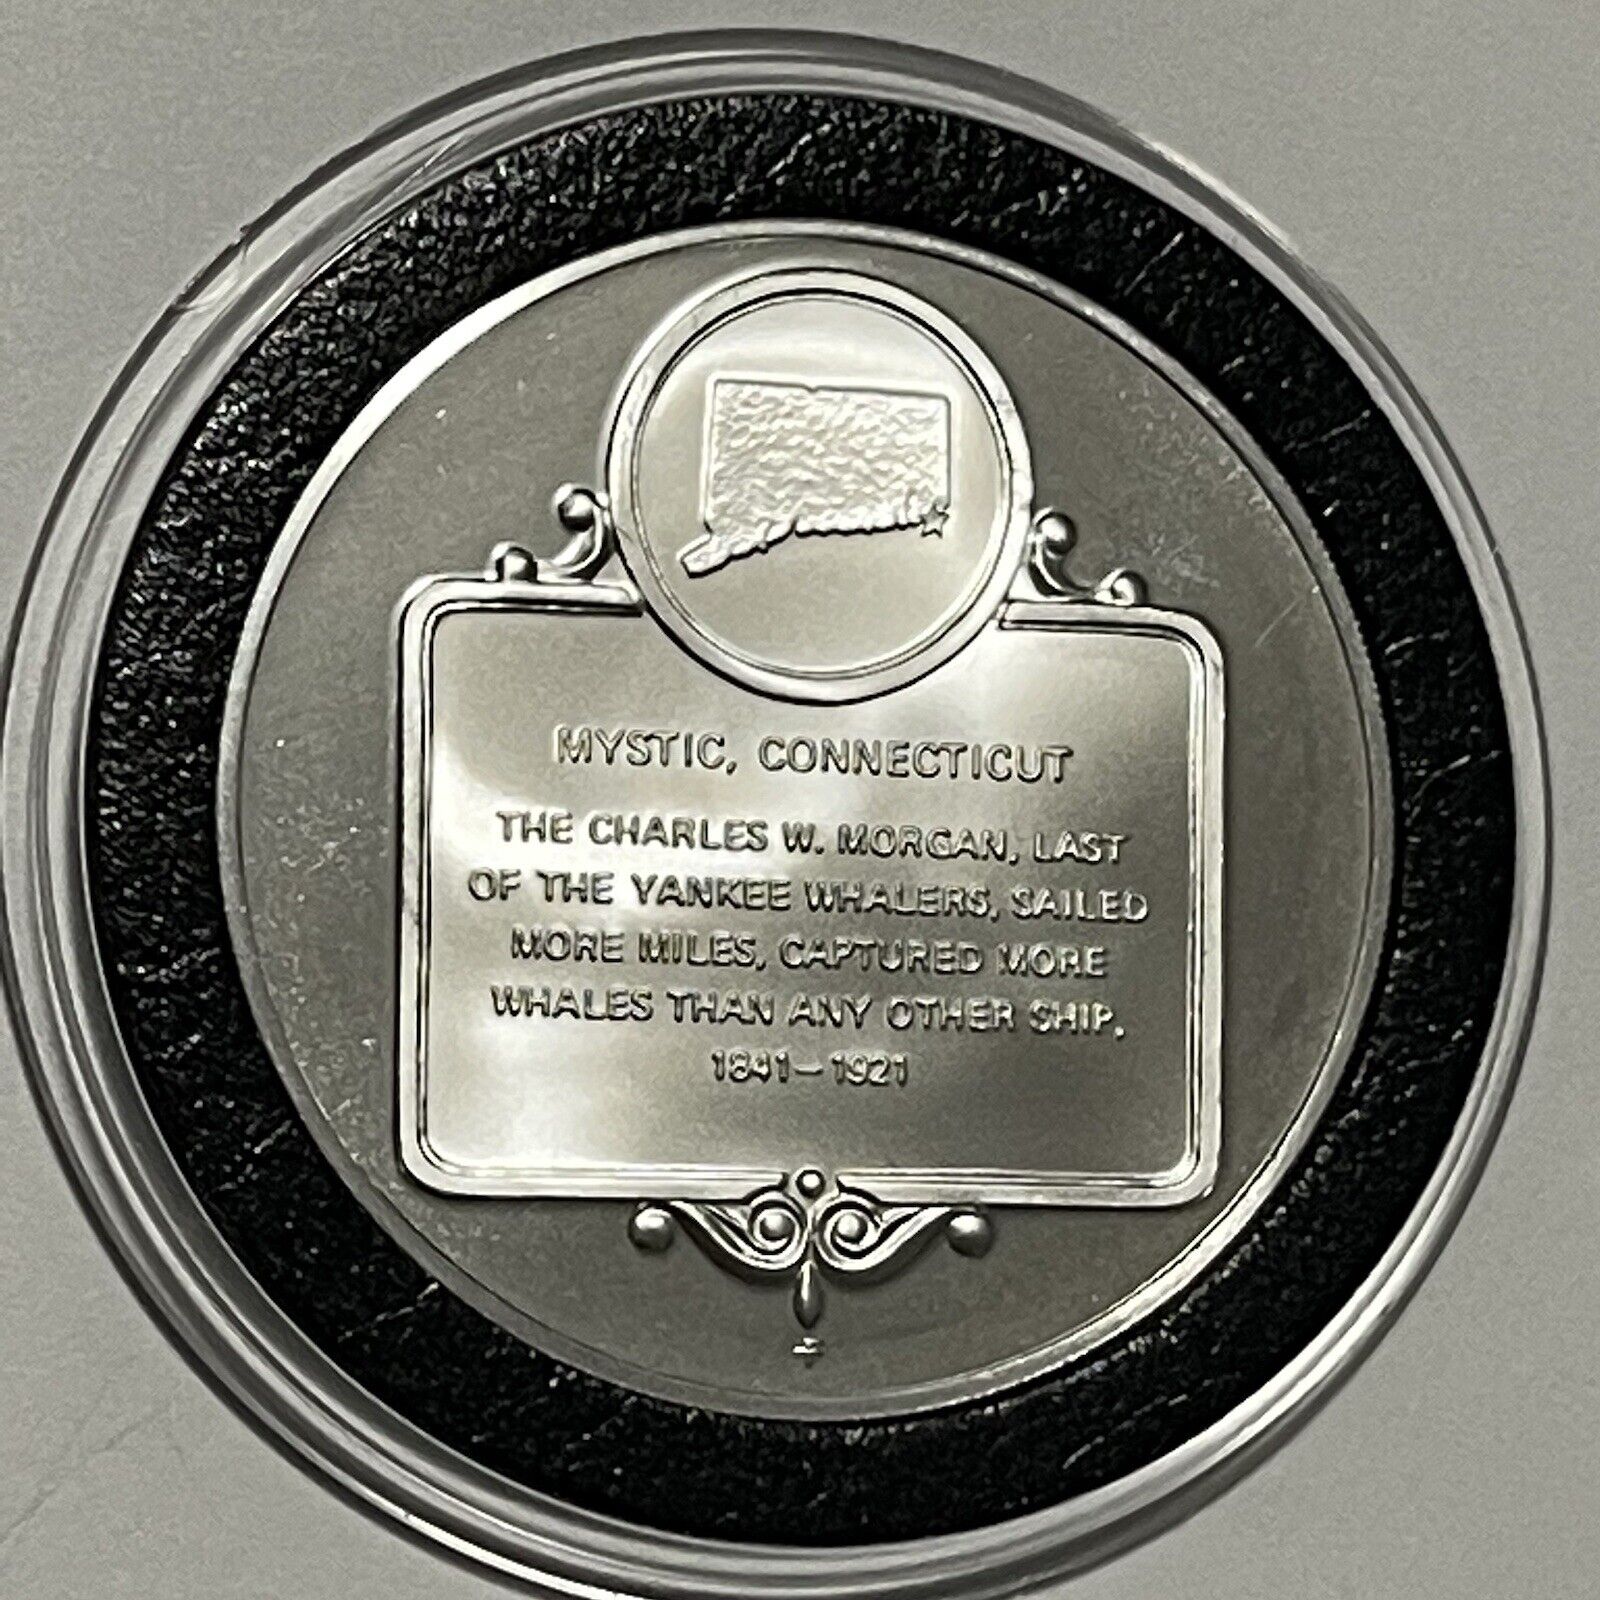 MYSTIC, CONNECTICUT
THE CHARLES W. MORGAN, LAST
OF THE YANKEE WHALERS, SAILED
MORE MILES, CAPTURED MORE
WHALES THAN ANY OTHER SHIP,
1841–1921